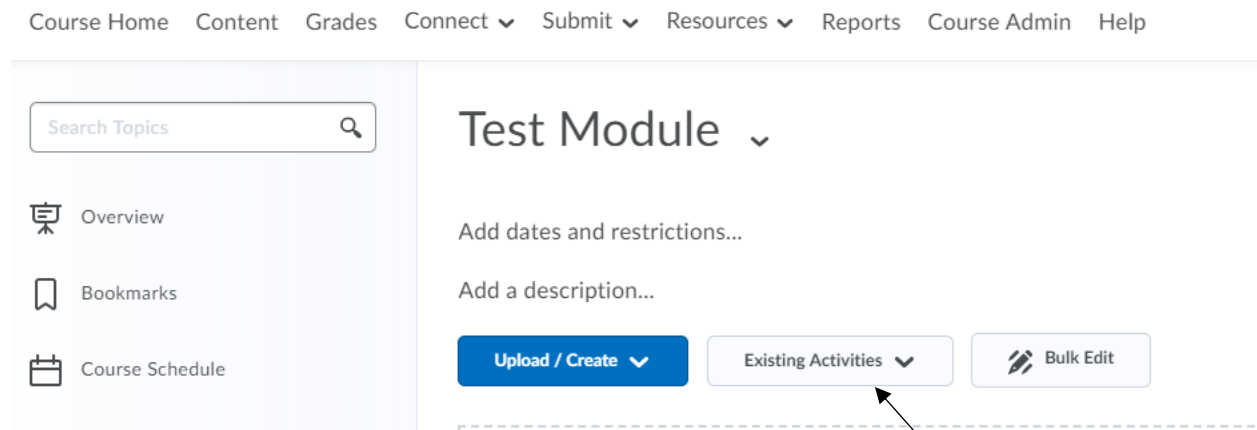 Course Home Content Grades Connect Submit Resources Reports Course Admin Help
Search Topics
Overview
Bookmarks
Course Schedule
Test Module
Add dates and restrictions...
Add a description...
Upload / Create Existing Activities Bulk Edit